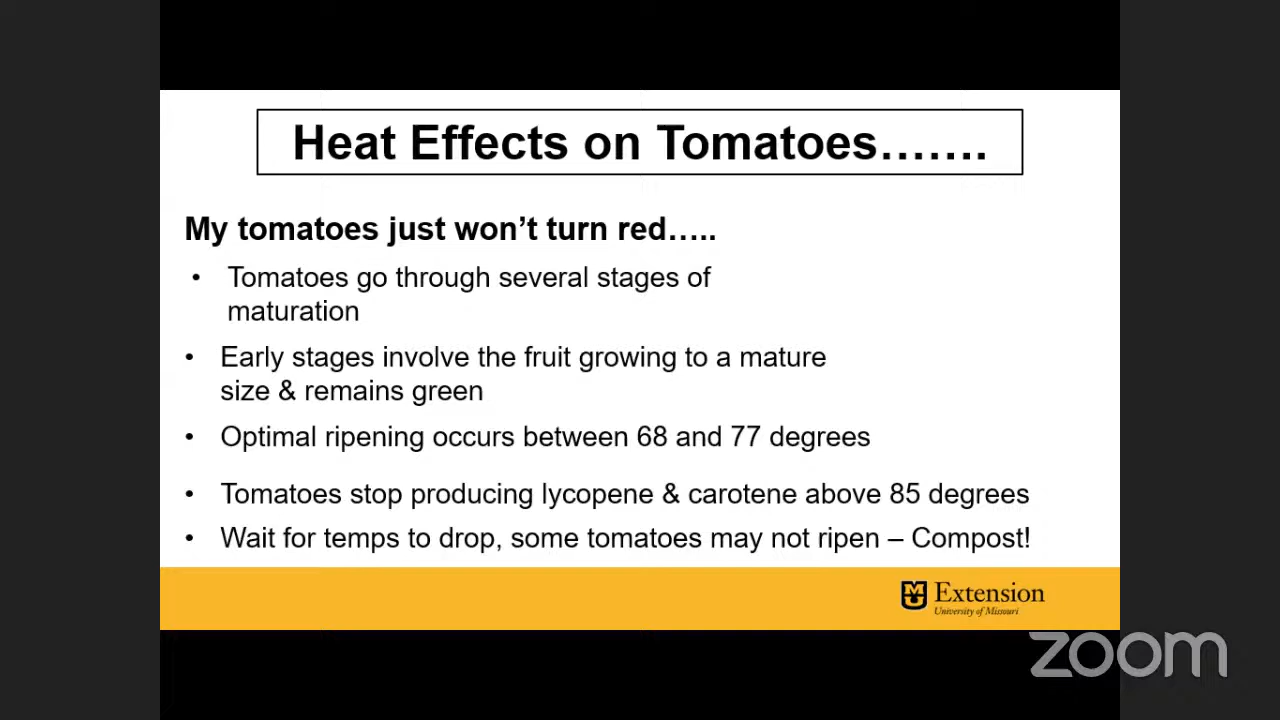 Heat Effects on Tomatoes…….
My tomatoes just won’t turn red…..
• Tomatoes go through several stages of
maturation
• Early stages involve the fruit growing to a mature
size & remains green
• Optimal ripening occurs between 68 and 77 degrees
• Tomatoes stop producing lycopene & carotene above 85 degrees
• Wait for temps to drop, some tomatoes may not ripen – Compost!
MU Extension
University of Missouri
zoom